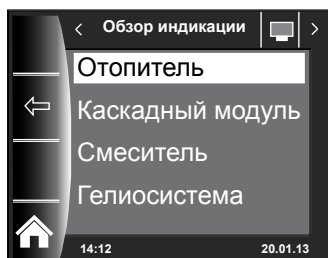 Обзор индикации
Отопитель
Каскадный модуль
Смеситель
Гелиосистема
14:12 20.01.13